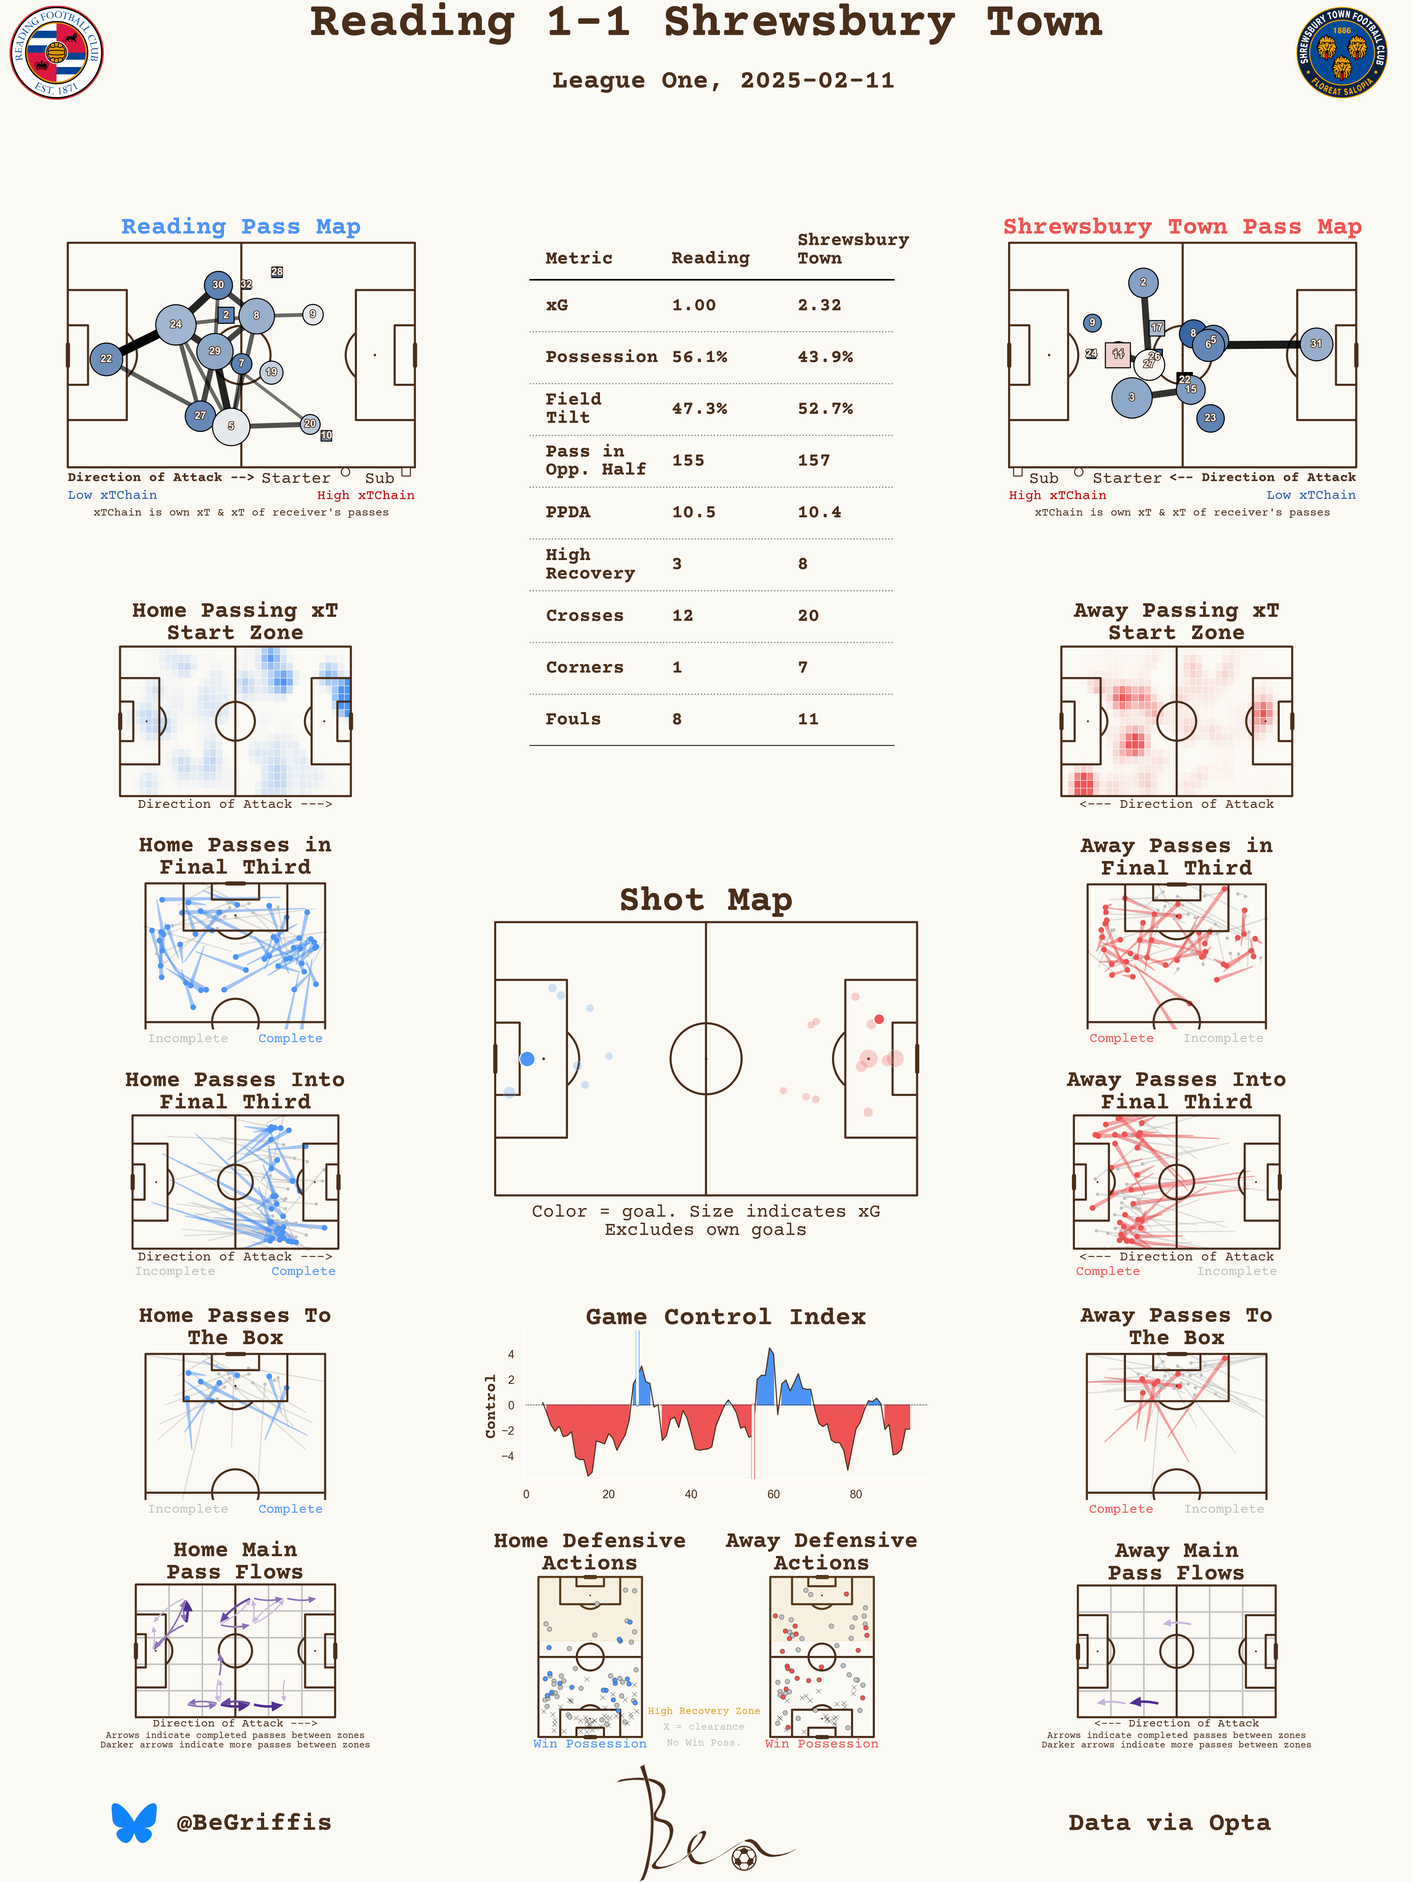 Reading 1-1 Shrewsbury Town
League One, 2025-02-11
READING FOOTBALL CLUB
EST. 1871
SHREWSBURY TOWN FOOTBALL CLUB
1886
FLOREAT SALOPIA
Reading Pass Map
30
32
28
24
2
8
9
22
29
7
19
27
5
20
10
Direction of Attack --> Starter Sub
Low xTChain High xTChain
xTChain is own xT & xT of receiver's passes
Metric Reading Shrewsbury Town
xG 1.00 2.32
Possession 56.1% 43.9%
Field Tilt 47.3% 52.7%
Pass in Opp. Half 155 157
PPDA 10.5 10.4
High Recovery 3 8
Crosses 12 20
Corners 1 7
Fouls 8 11
Shrewsbury Town Pass Map
2
9
17
8
5
6
31
24
26
27
22
15
3
23
Sub Starter <-- Direction of Attack
High xTChain Low xTChain
xTChain is own xT & xT of receiver's passes
Home Passing xT
Start Zone
Direction of Attack --->
Away Passing xT
Start Zone
<--- Direction of Attack
Home Passes in
Final Third
Incomplete Complete
Shot Map
Color = goal. Size indicates xG
Excludes own goals
Away Passes in
Final Third
Complete Incomplete
Home Passes Into
Final Third
Direction of Attack --->
Incomplete Complete
Away Passes Into
Final Third
<--- Direction of Attack
Complete Incomplete
Home Passes To
The Box
Incomplete Complete
Game Control Index
Control
4
2
0
−2
−4
0 20 40 60 80
Away Passes To
The Box
Complete Incomplete
Home Main
Pass Flows
Direction of Attack --->
Arrows indicate completed passes between zones
Darker arrows indicate more passes between zones
Home Defensive
Actions
Win Possession
High Recovery Zone
X = clearance
No Win Poss.
Away Defensive
Actions
Win Possession
Away Main
Pass Flows
<--- Direction of Attack
Arrows indicate completed passes between zones
Darker arrows indicate more passes between zones
@BeGriffis
Ben
Data via Opta